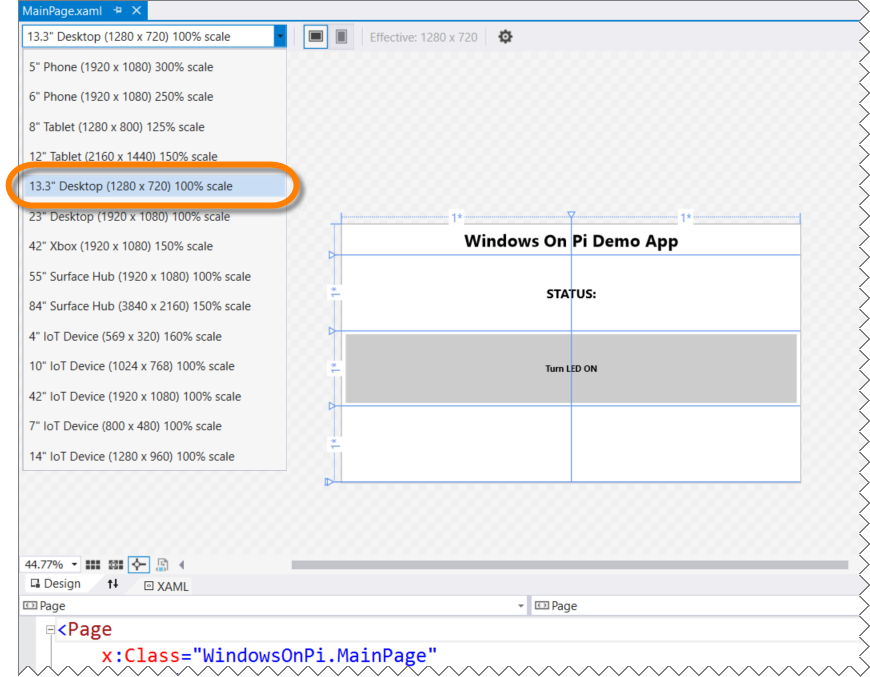 MainPage.xaml
13.3" Desktop (1280 x 720) 100% scale
Effective: 1280 x 720
5" Phone (1920 x 1080) 300% scale
6" Phone (1920 x 1080) 250% scale
8" Tablet (1280 x 800) 125% scale
12" Tablet (2160 x 1440) 150% scale
13.3" Desktop (1280 x 720) 100% scale
23" Desktop (1920 x 1080) 100% scale
42" Xbox (1920 x 1080) 150% scale
55" Surface Hub (1920 x 1080) 100% scale
84" Surface Hub (3840 x 2160) 150% scale
4" IoT Device (569 x 320) 160% scale
10" IoT Device (1024 x 768) 100% scale
42" IoT Device (1920 x 1080) 100% scale
7" IoT Device (800 x 480) 100% scale
14" IoT Device (1280 x 960) 100% scale
1*
1*
Windows On Pi Demo App
1*
STATUS:
1*
Turn LED ON
1*
44.77%
Design
XAML
Page
Page
<Page
x:Class="WindowsOnPi.MainPage"